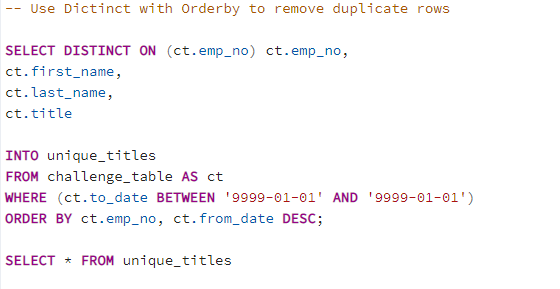 -- Use Dictinct with Orderby to remove duplicate rows
SELECT DISTINCT ON (ct.emp_no) ct.emp_no,
ct.first_name,
ct.last_name,
ct.title
INTO unique_titles
FROM challenge_table AS ct
WHERE (ct.to_date BETWEEN '9999-01-01' AND '9999-01-01')
ORDER BY ct.emp_no, ct.from_date DESC;
SELECT * FROM unique_titles